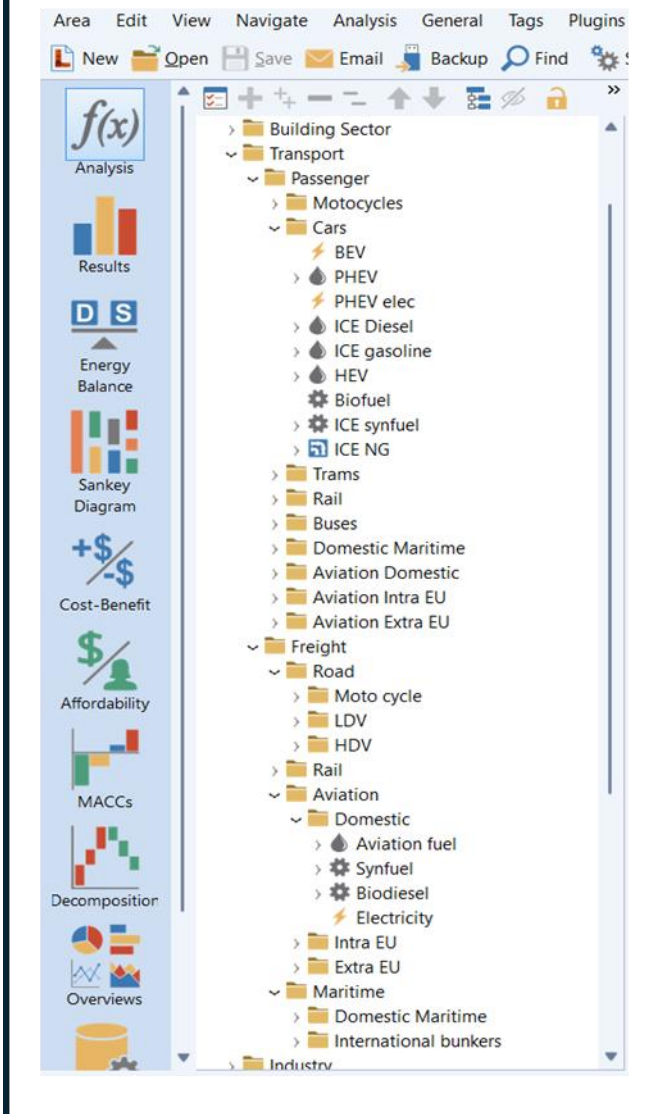 Area Edit View Navigate Analysis General Tags Plugins
New Open Save Email Backup Find
f(x)
Analysis
Results
D S
Energy
Balance
Sankey
Diagram
+$
-$
Cost-Benefit
$
Affordability
MACCs
Decomposition
Overviews
Building Sector
Transport
Passenger
Motocycles
Cars
BEV
PHEV
PHEV elec
ICE Diesel
ICE gasoline
HEV
Biofuel
ICE synfuel
ICE NG
Trams
Rail
Buses
Domestic Maritime
Aviation Domestic
Aviation Intra EU
Aviation Extra EU
Freight
Road
Moto cycle
LDV
HDV
Rail
Aviation
Domestic
Aviation fuel
Synfuel
Biodiesel
Electricity
Intra EU
Extra EU
Maritime
Domestic Maritime
International bunkers
Industry